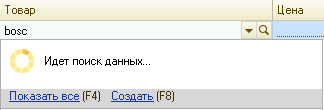 Товар Цена
bosc
Идет поиск данных...
Показать все (F4) Создать (F8)